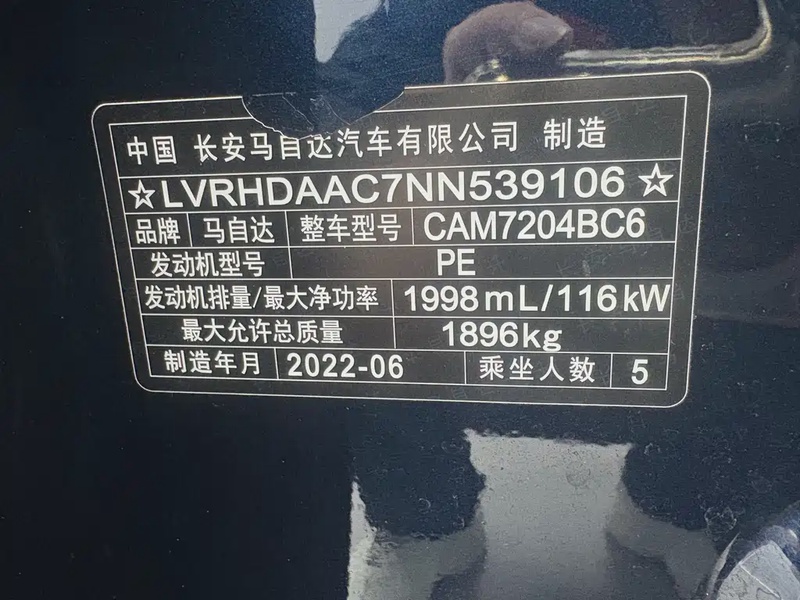 中国 长安马自达汽车有限公司 制造
☆LVRHDAAC7NN539106☆
品牌 马自达 整车型号 CAM7204BC6
发动机型号 PE
发动机排量/最大净功率 1998mL/116kW
最大允许总质量 1896kg
制造年月 2022-06 乘坐人数 5